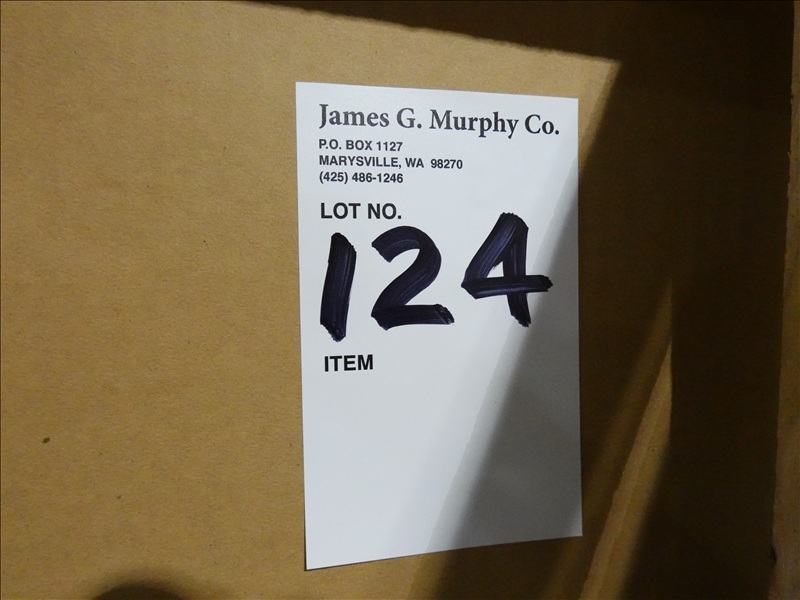 James G. Murphy Co.
P.O. BOX 1127
MARYSVILLE, WA 98270
(425) 486-1246
LOT NO.
124
ITEM